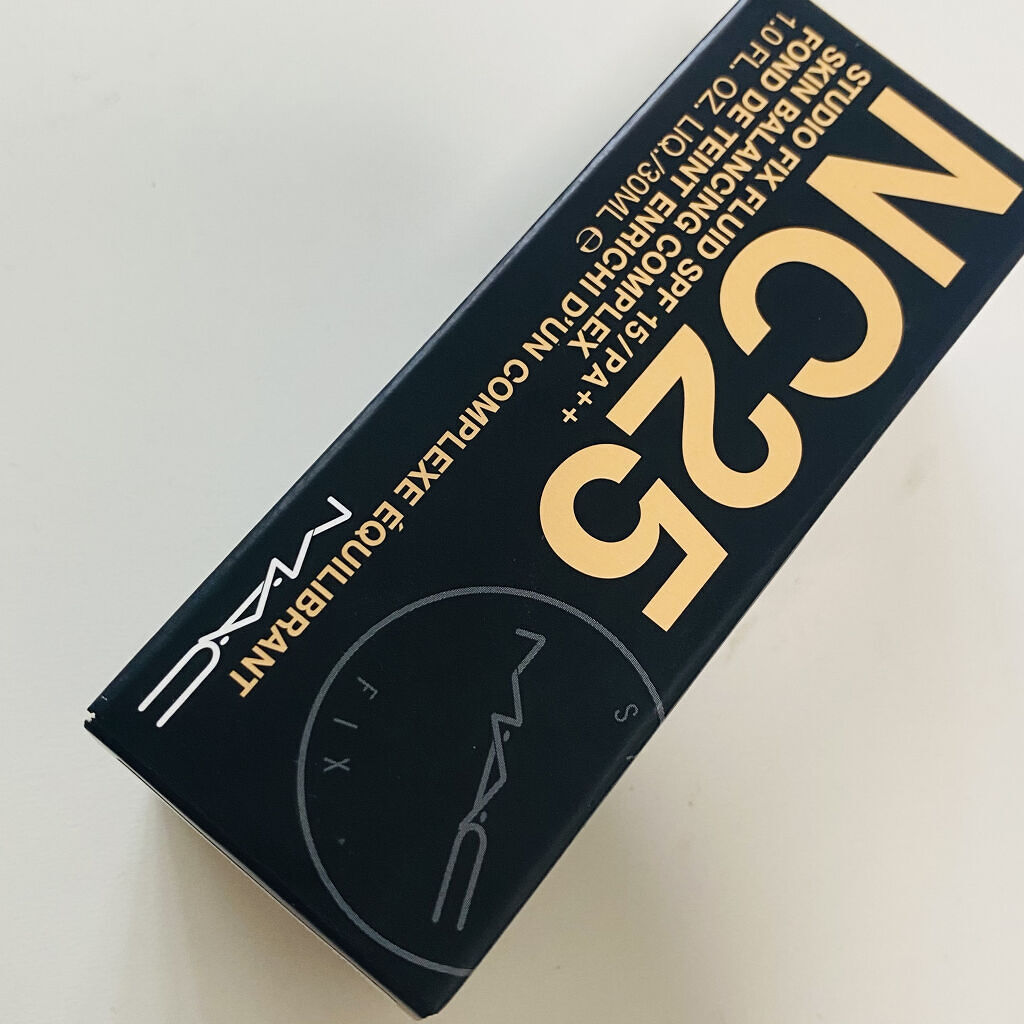 NC25
STUDIO FIX FLUID SPF 15/PA++
SKIN BALANCING COMPLEX
FOND DE TEINT ENRICHI D'UN COMPLEXE ÉQUILIBRANT
1.0 FL. OZ. LIQ./30ML ℮
M·A·C
M·A·C
FIX
S